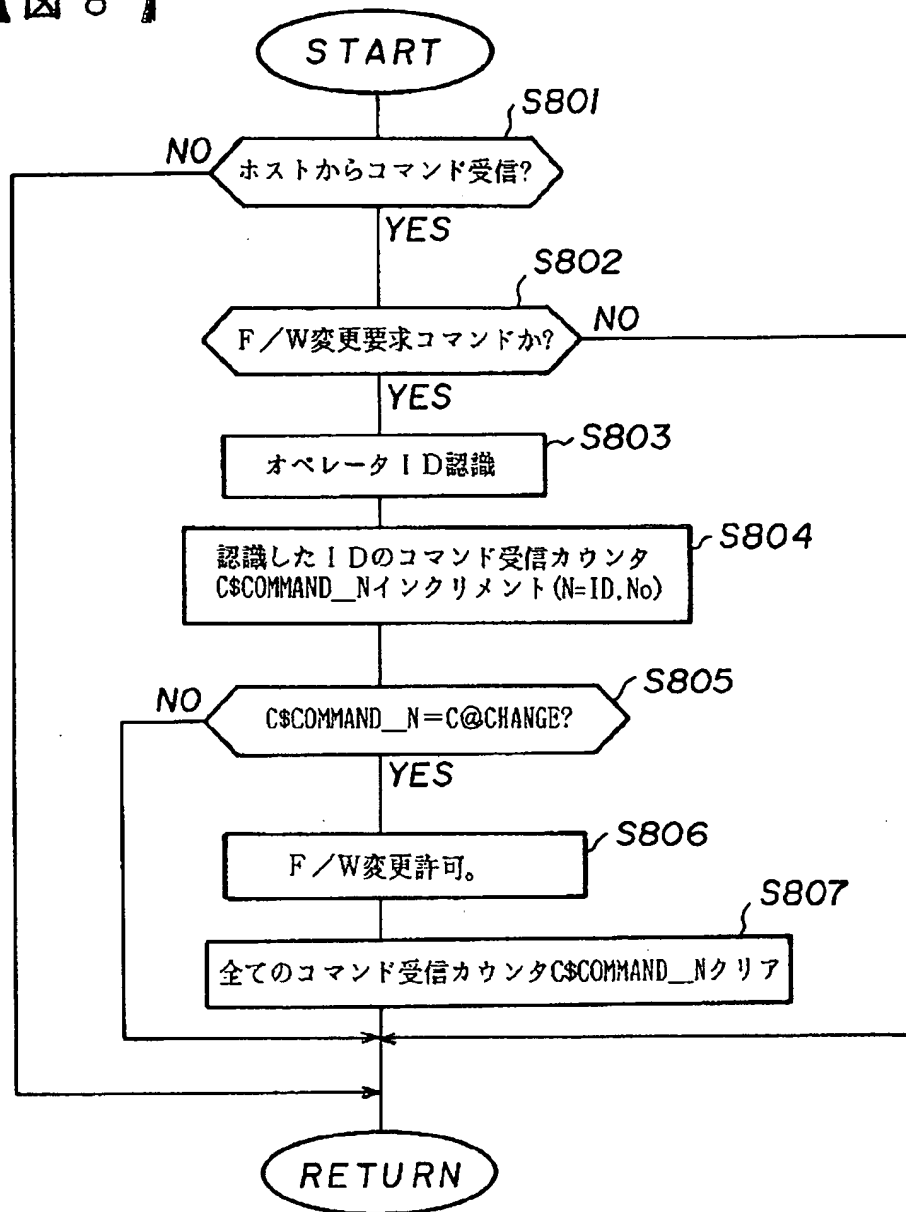 【図8】
START
S801
NO
ホストからコマンド受信?
YES
S802
F/W変更要求コマンドか?
NO
YES
S803
オペレータID認識
S804
認識したIDのコマンド受信カウンタ
C$COMMAND__Nインクリメント(N=ID.No)
S805
NO
C$COMMAND__N=C@CHANGE?
YES
S806
F/W変更許可。
S807
全てのコマンド受信カウンタC$COMMAND__Nクリア
RETURN